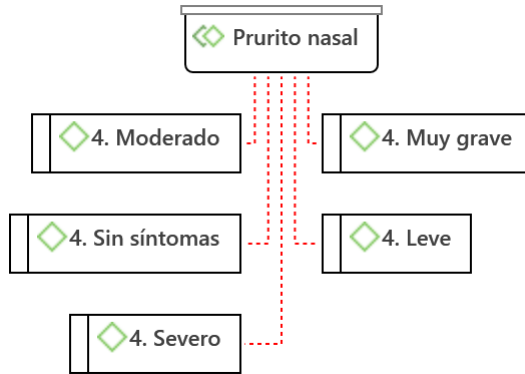 Prurito nasal
4. Moderado
4. Muy grave
4. Sin síntomas
4. Leve
4. Severo